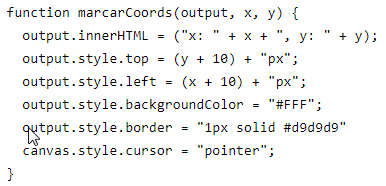 function marcarCoords(output, x, y) {
  output.innerHTML = ("x: " + x + ", y: " + y);
  output.style.top = (y + 10) + "px";
  output.style.left = (x + 10) + "px";
  output.style.backgroundColor = "#FFF";
  output.style.border = "1px solid #d9d9d9"
  canvas.style.cursor = "pointer";
}